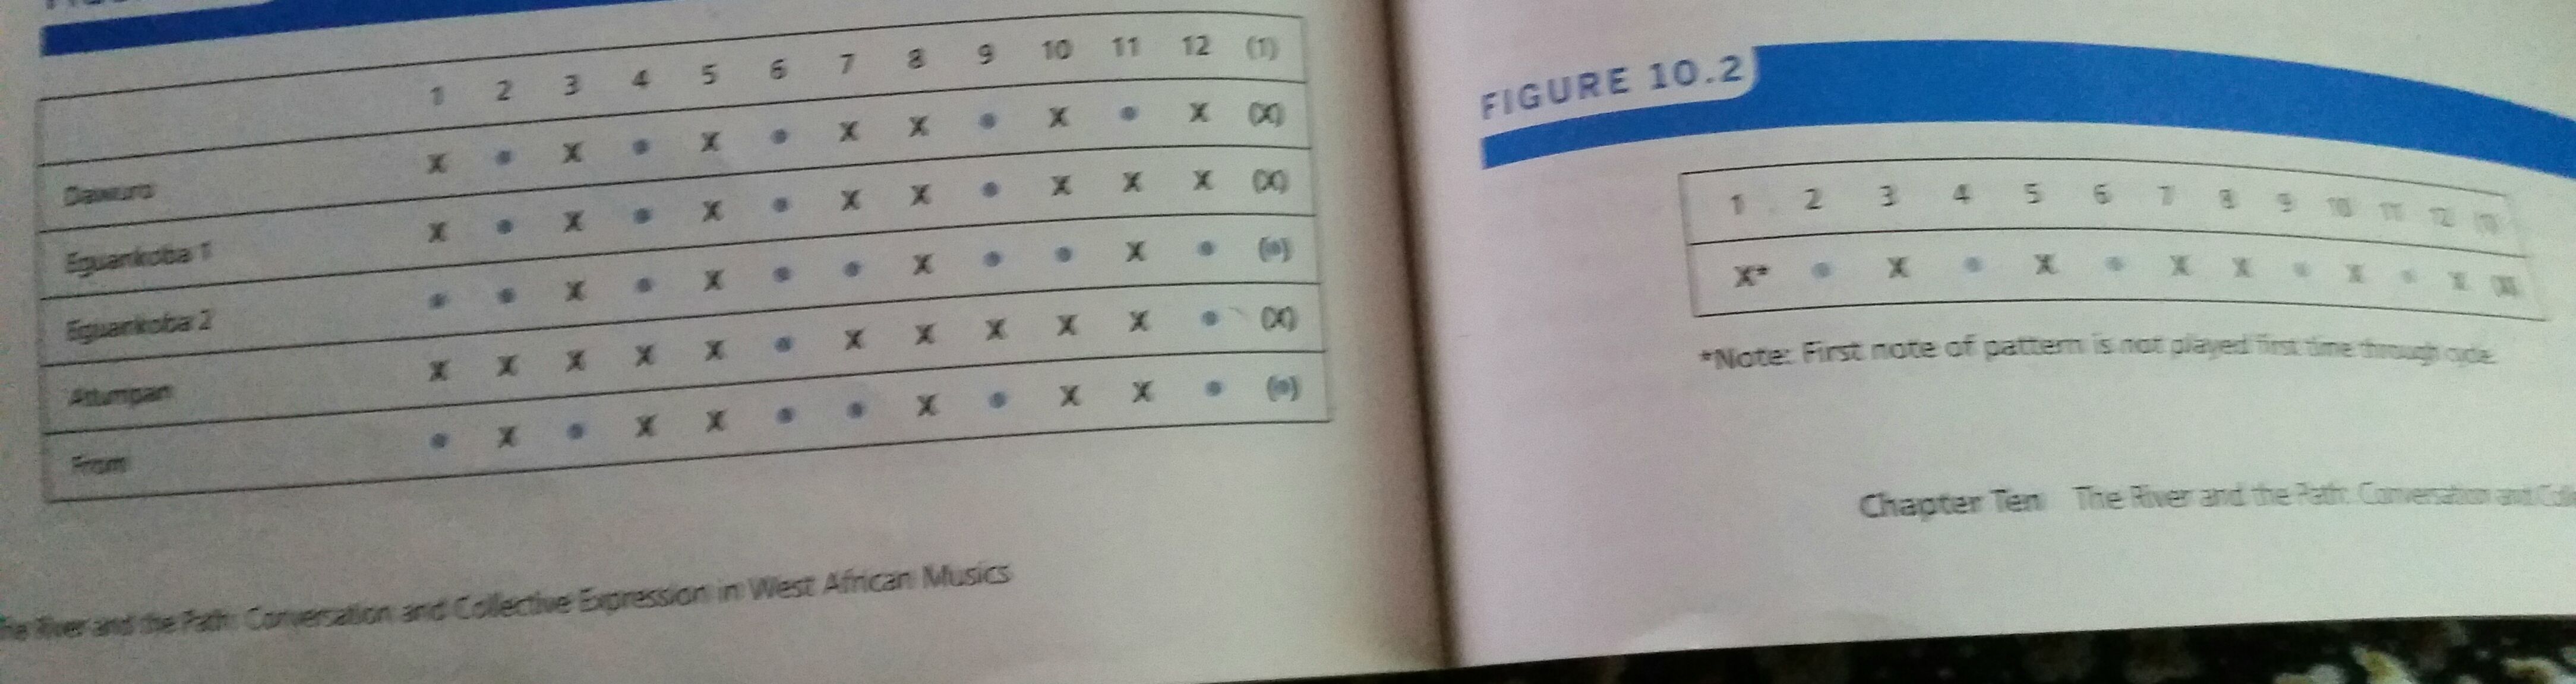 1 2 3 4 5 6 7 8 9 10 11 12 (1)
Dawuro X • X • X • X X • X • X (X)
Eguankoba 1 X • X • X • X X • X X X (X)
Eguankoba 2 • • X • X • • X • • X • (•)
Atumpan X X X X X • X X X X X • (X)
From • X • X X • • X • X X • (•)
The River and the Path: Conversation and Collective Expression in West African Musics
FIGURE 10.2
1 2 3 4 5 6 7 8 9 10 11 12 (1)
X* • X • X • X X • X • X (X)
*Note: First note of pattern is not played first time through cycle.
Chapter Ten The River and the Path: Conversation and